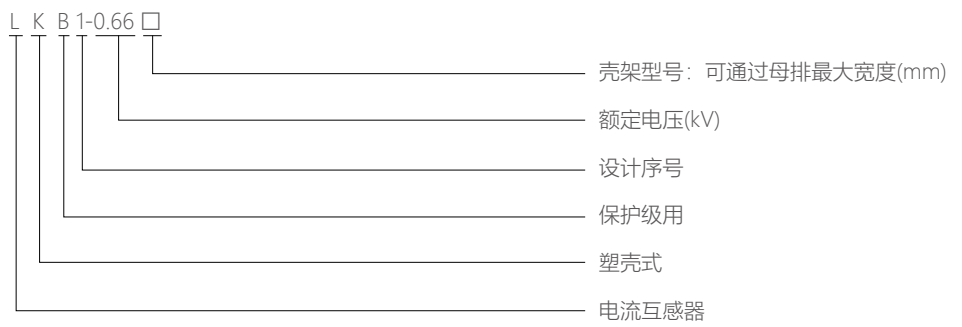 L K B 1-0.66 □
壳架型号：可通过母排最大宽度(mm)
额定电压(kV)
设计序号
保护级用
塑壳式
电流互感器